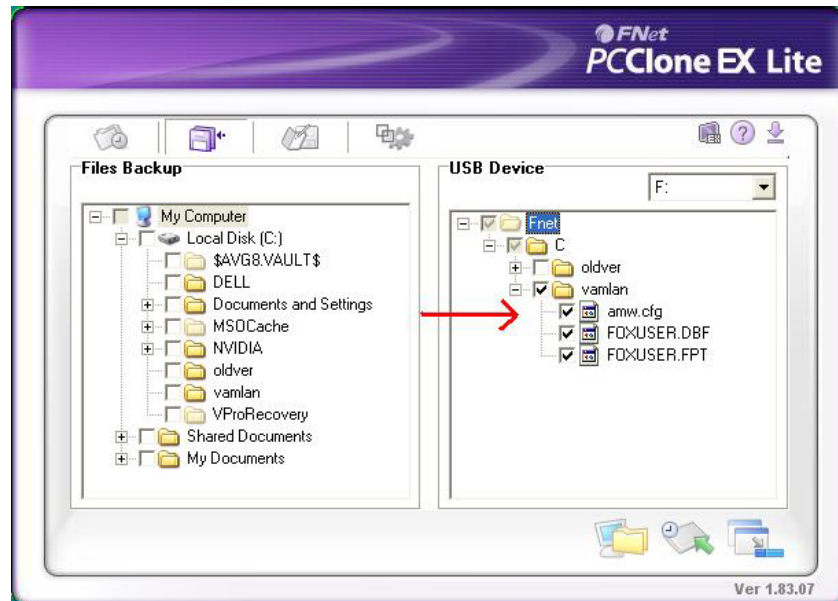 FNet
PCClone EX Lite
Files Backup
My Computer
Local Disk (C:)
$AVG8.VAULT$
DELL
Documents and Settings
MSOCache
NVIDIA
oldver
vamlan
VProRecovery
Shared Documents
My Documents
USB Device
F:
Fnet
C
oldver
vamlan
amw.cfg
FOXUSER.DBF
FOXUSER.FPT
Ver 1.83.07